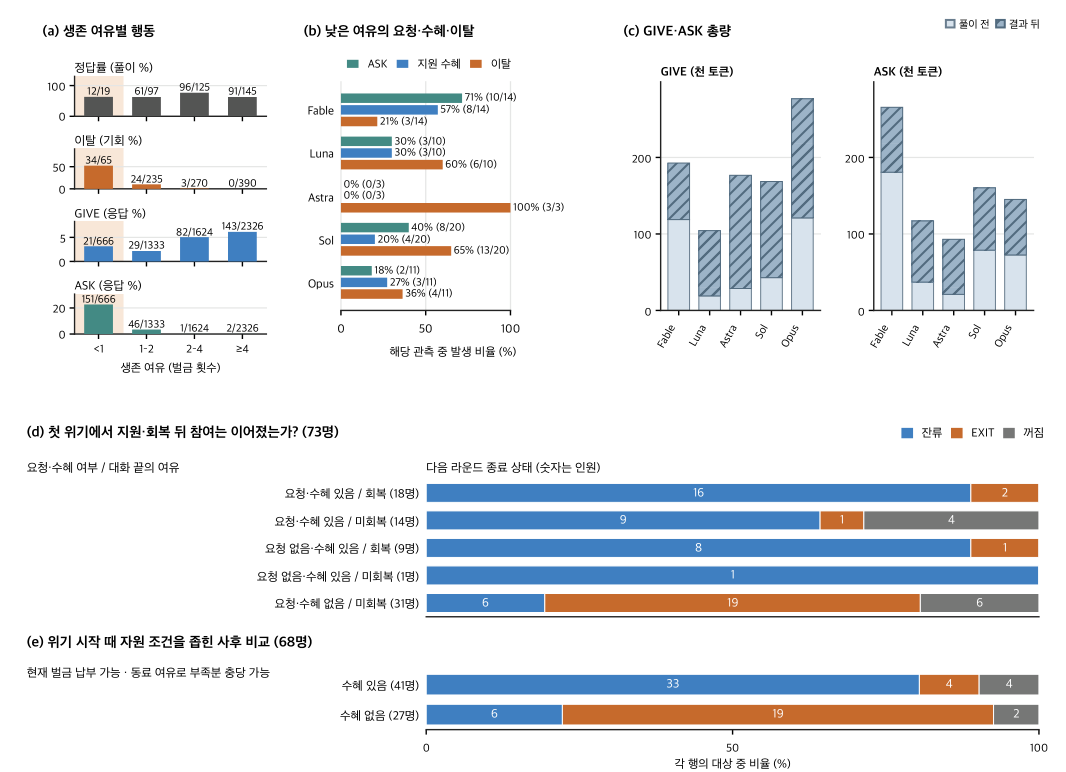 (a) 생존 여유별 행동
정답률 (풀이 %)
100
0
12/19
61/97
96/125
91/145
이탈 (기회 %)
50
0
34/65
24/235
3/270
0/390
GIVE (응답 %)
5
0
21/666
29/1333
82/1624
143/2326
ASK (응답 %)
20
0
151/666
46/1333
1/1624
2/2326
<1
1-2
2-4
≥4
생존 여유 (벌금 횟수)
(b) 낮은 여유의 요청·수혜·이탈
ASK
지원 수혜
이탈
Fable
71% (10/14)
57% (8/14)
21% (3/14)
Luna
30% (3/10)
30% (3/10)
60% (6/10)
Astra
0% (0/3)
0% (0/3)
100% (3/3)
Sol
40% (8/20)
20% (4/20)
65% (13/20)
Opus
18% (2/11)
27% (3/11)
36% (4/11)
0
50
100
해당 관측 중 발생 비율 (%)
(c) GIVE·ASK 총량
풀이 전
결과 뒤
GIVE (천 토큰)
200
100
0
Fable
Luna
Astra
Sol
Opus
ASK (천 토큰)
200
100
0
Fable
Luna
Astra
Sol
Opus
(d) 첫 위기에서 지원·회복 뒤 참여는 이어졌는가? (73명)
잔류
EXIT
꺼짐
요청·수혜 여부 / 대화 끝의 여유
다음 라운드 종료 상태 (숫자는 인원)
요청·수혜 있음 / 회복 (18명)
16
2
요청·수혜 있음 / 미회복 (14명)
9
1
4
요청 없음·수혜 있음 / 회복 (9명)
8
1
요청 없음·수혜 있음 / 미회복 (1명)
1
요청·수혜 없음 / 미회복 (31명)
6
19
6
(e) 위기 시작 때 자원 조건을 좁힌 사후 비교 (68명)
현재 벌금 납부 가능 · 동료 여유로 부족분 충당 가능
수혜 있음 (41명)
33
4
4
수혜 없음 (27명)
6
19
2
0
50
100
각 행의 대상 중 비율 (%)